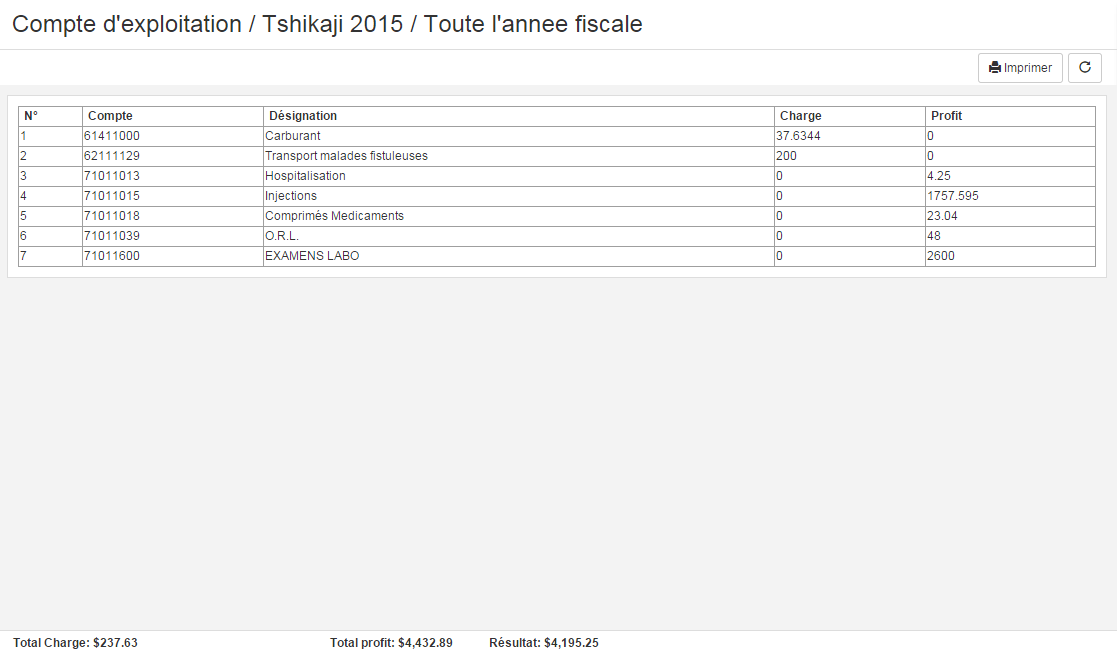 Compte d'exploitation / Tshikaji 2015 / Toute l'annee fiscale
Imprimer
N° Compte Désignation Charge Profit
1 61411000 Carburant 37.6344 0
2 62111129 Transport malades fistuleuses 200 0
3 71011013 Hospitalisation 0 4.25
4 71011015 Injections 0 1757.595
5 71011018 Comprimés Medicaments 0 23.04
6 71011039 O.R.L. 0 48
7 71011600 EXAMENS LABO 0 2600
Total Charge: $237.63 Total profit: $4,432.89 Résultat: $4,195.25